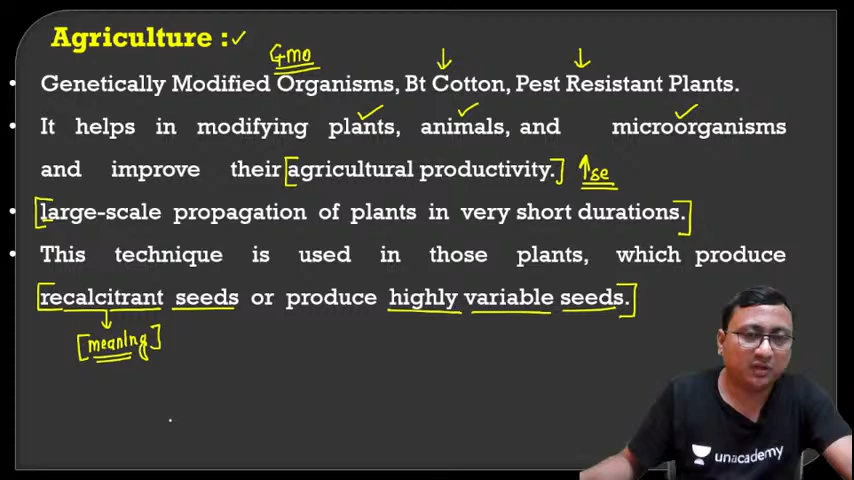 Agriculture :
GMO
• Genetically Modified Organisms, Bt Cotton, Pest Resistant Plants.
• It helps in modifying plants, animals, and microorganisms
and improve their [agricultural productivity.] ↑se
• [large-scale propagation of plants in very short durations.]
• This technique is used in those plants, which produce
[recalcitrant seeds or produce highly variable seeds.]
[meaning]
unacademy